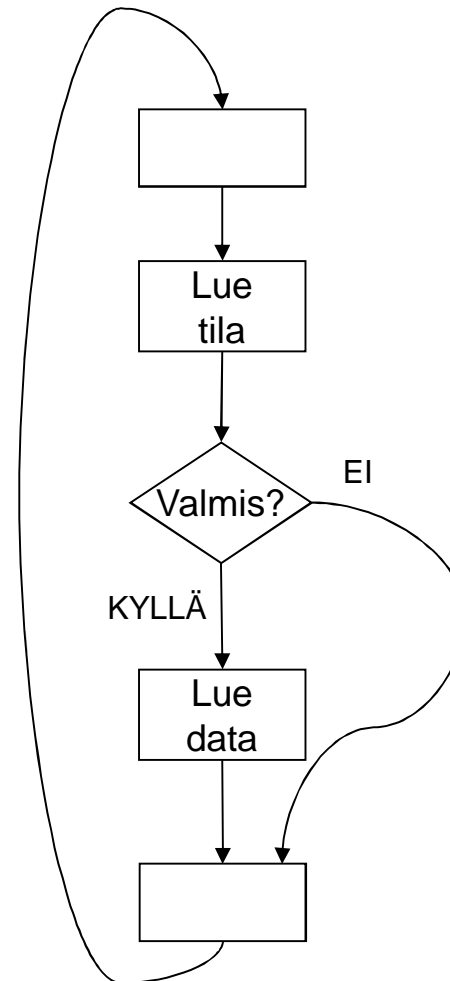 Lue
tila
Valmis?
EI
KYLLÄ
Lue
data